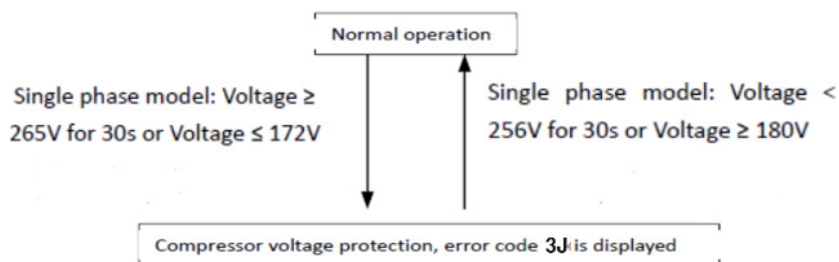 Normal operation
Single phase model: Voltage ≥
265V for 30s or Voltage ≤ 172V
Single phase model: Voltage <
256V for 30s or Voltage ≥ 180V
Compressor voltage protection, error code 3J is displayed